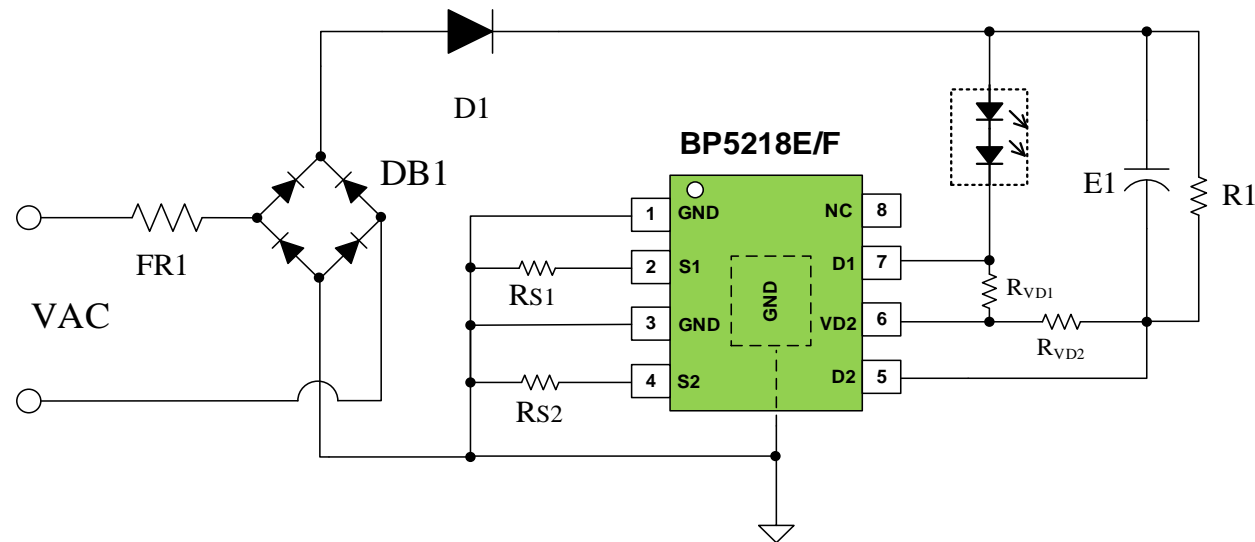 D1
BP5218E/F
DB1
E1
R1
1 GND
NC 8
FR1
2 S1
D1 7
RS1
RVD1
GND
VAC
3 GND
VD2 6
RVD2
4 S2
D2 5
RS2